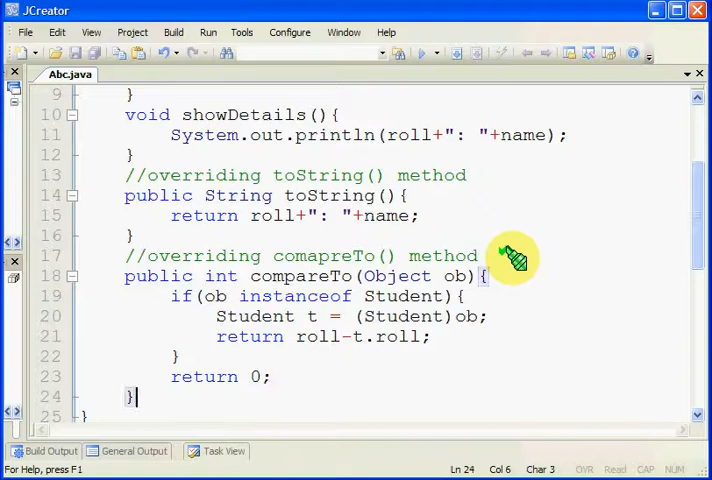 JCreator
File Edit View Project Build Run Tools Configure Window Help
Abc.java
9 }
10 void showDetails(){
11 System.out.println(roll+": "+name);
12 }
13 //overriding toString() method
14 public String toString(){
15 return roll+": "+name;
16 }
17 //overriding comapreTo() method
18 public int compareTo(Object ob){
19 if(ob instanceof Student){
20 Student t = (Student)ob;
21 return roll-t.roll;
22 }
23 return 0;
24 }
25 }
Build Output General Output Task View
For Help, press F1 Ln 24 Col 6 Char 3 OVR Read CAP NUM